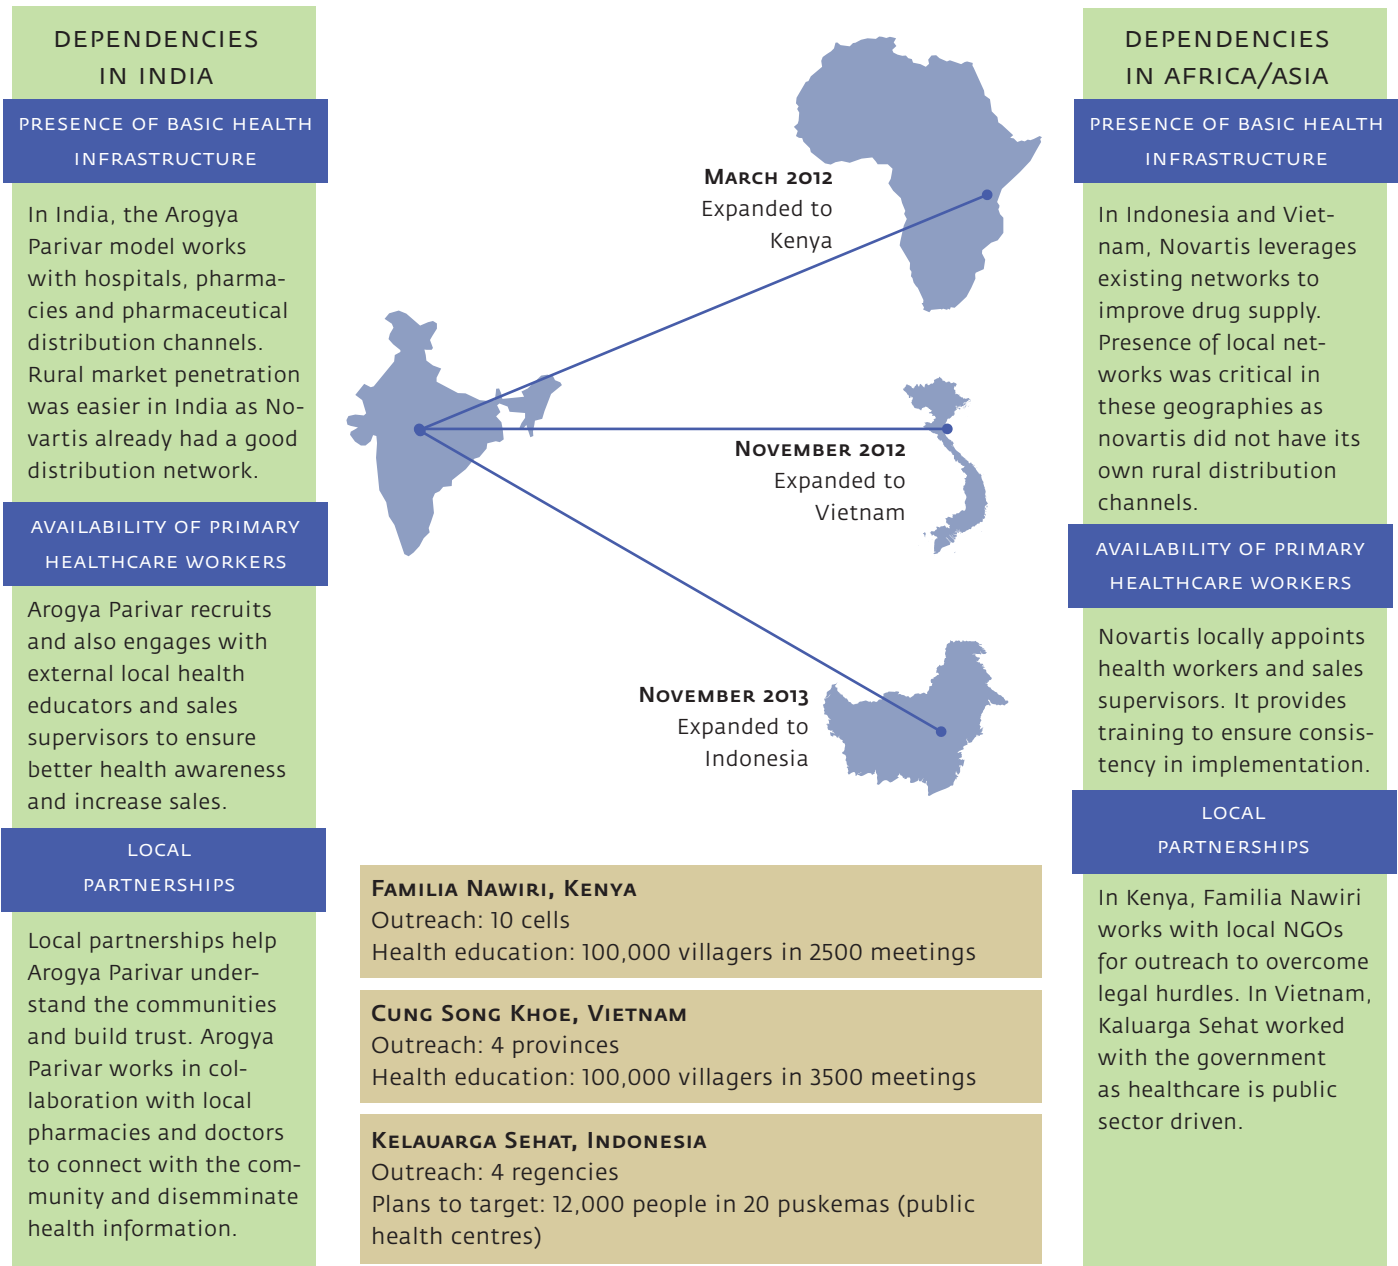 DEPENDENCIES
IN INDIA
PRESENCE OF BASIC HEALTH
INFRASTRUCTURE
In India, the Arogya
Parivar model works
with hospitals, pharma-
cies and pharmaceutical
distribution channels.
Rural market penetration
was easier in India as No-
vartis already had a good
distribution network.
AVAILABILITY OF PRIMARY
HEALTHCARE WORKERS
Arogya Parivar recruits
and also engages with
external local health
educators and sales
supervisors to ensure
better health awareness
and increase sales.
LOCAL
PARTNERSHIPS
Local partnerships help
Arogya Parivar under-
stand the communities
and build trust. Arogya
Parivar works in col-
laboration with local
pharmacies and doctors
to connect with the com-
munity and disemminate
health information.
MARCH 2012
Expanded to
Kenya
NOVEMBER 2012
Expanded to
Vietnam
NOVEMBER 2013
Expanded to
Indonesia
FAMILIA NAWIRI, KENYA
Outreach: 10 cells
Health education: 100,000 villagers in 2500 meetings
CUNG SONG KHOE, VIETNAM
Outreach: 4 provinces
Health education: 100,000 villagers in 3500 meetings
KELAUARGA SEHAT, INDONESIA
Outreach: 4 regencies
Plans to target: 12,000 people in 20 puskemas (public
health centres)
DEPENDENCIES
IN AFRICA/ASIA
PRESENCE OF BASIC HEALTH
INFRASTRUCTURE
In Indonesia and Viet-
nam, Novartis leverages
existing networks to
improve drug supply.
Presence of local net-
works was critical in
these geographies as
novartis did not have its
own rural distribution
channels.
AVAILABILITY OF PRIMARY
HEALTHCARE WORKERS
Novartis locally appoints
health workers and sales
supervisors. It provides
training to ensure consis-
tency in implementation.
LOCAL
PARTNERSHIPS
In Kenya, Familia Nawiri
works with local NGOs
for outreach to overcome
legal hurdles. In Vietnam,
Kaluarga Sehat worked
with the government
as healthcare is public
sector driven.